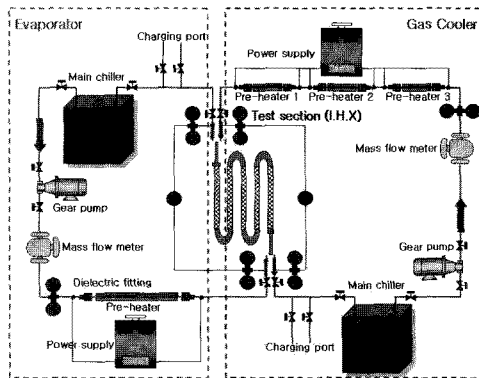 Evaporator
Gas Cooler
Charging port
Power supply
Main chiller
Pre-heater 1 Pre-heater 2 Pre-heater 3
Test section (I.H.X)
Mass flow meter
Gear pump
Mass flow meter
Gear pump
Dielectric fitting
Main chiller
Pre-heater
Power supply
Charging port